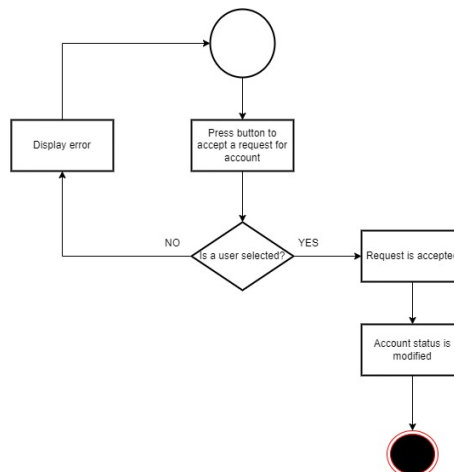 Display error
Press button to
accept a request for
account
NO
Is a user selected?
YES
Request is accepted
Account status is
modified